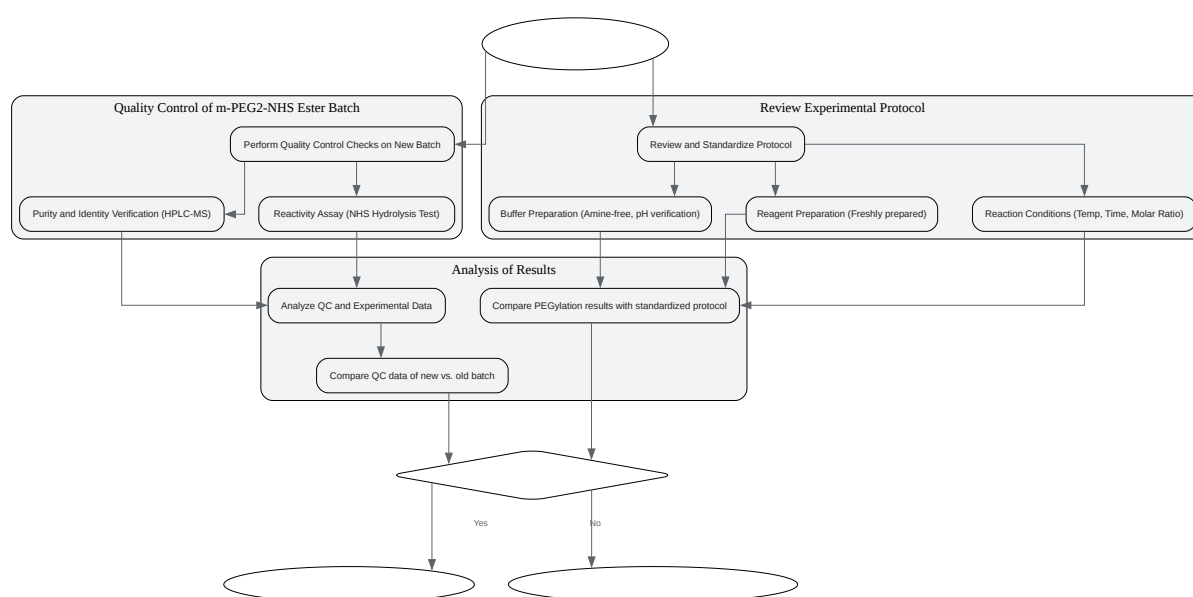 Quality Control of m-PEG2-NHS Ester Batch
Review Experimental Protocol
Perform Quality Control Checks on New Batch
Review and Standardize Protocol
Purity and Identity Verification (HPLC-MS)
Reactivity Assay (NHS Hydrolysis Test)
Buffer Preparation (Amine-free, pH verification)
Reagent Preparation (Freshly prepared)
Reaction Conditions (Temp, Time, Molar Ratio)
Analysis of Results
Analyze QC and Experimental Data
Compare PEGylation results with standardized protocol
Compare QC data of new vs. old batch
Yes
No